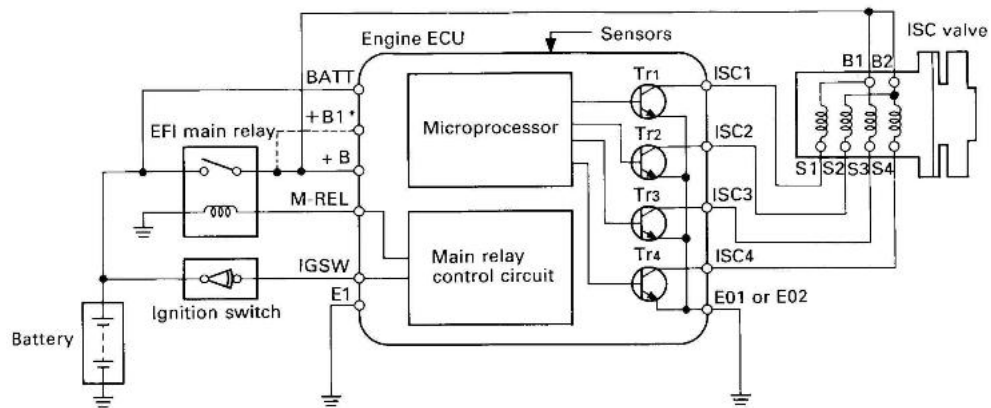 Engine ECU
Sensors
ISC valve
BATT
+B1*
EFI main relay
+B
M-REL
IGSW
E1
Ignition switch
Battery
Microprocessor
Main relay
control circuit
Tr1
Tr2
Tr3
Tr4
ISC1
ISC2
ISC3
ISC4
E01 or E02
B1 B2
S1 S2 S3 S4